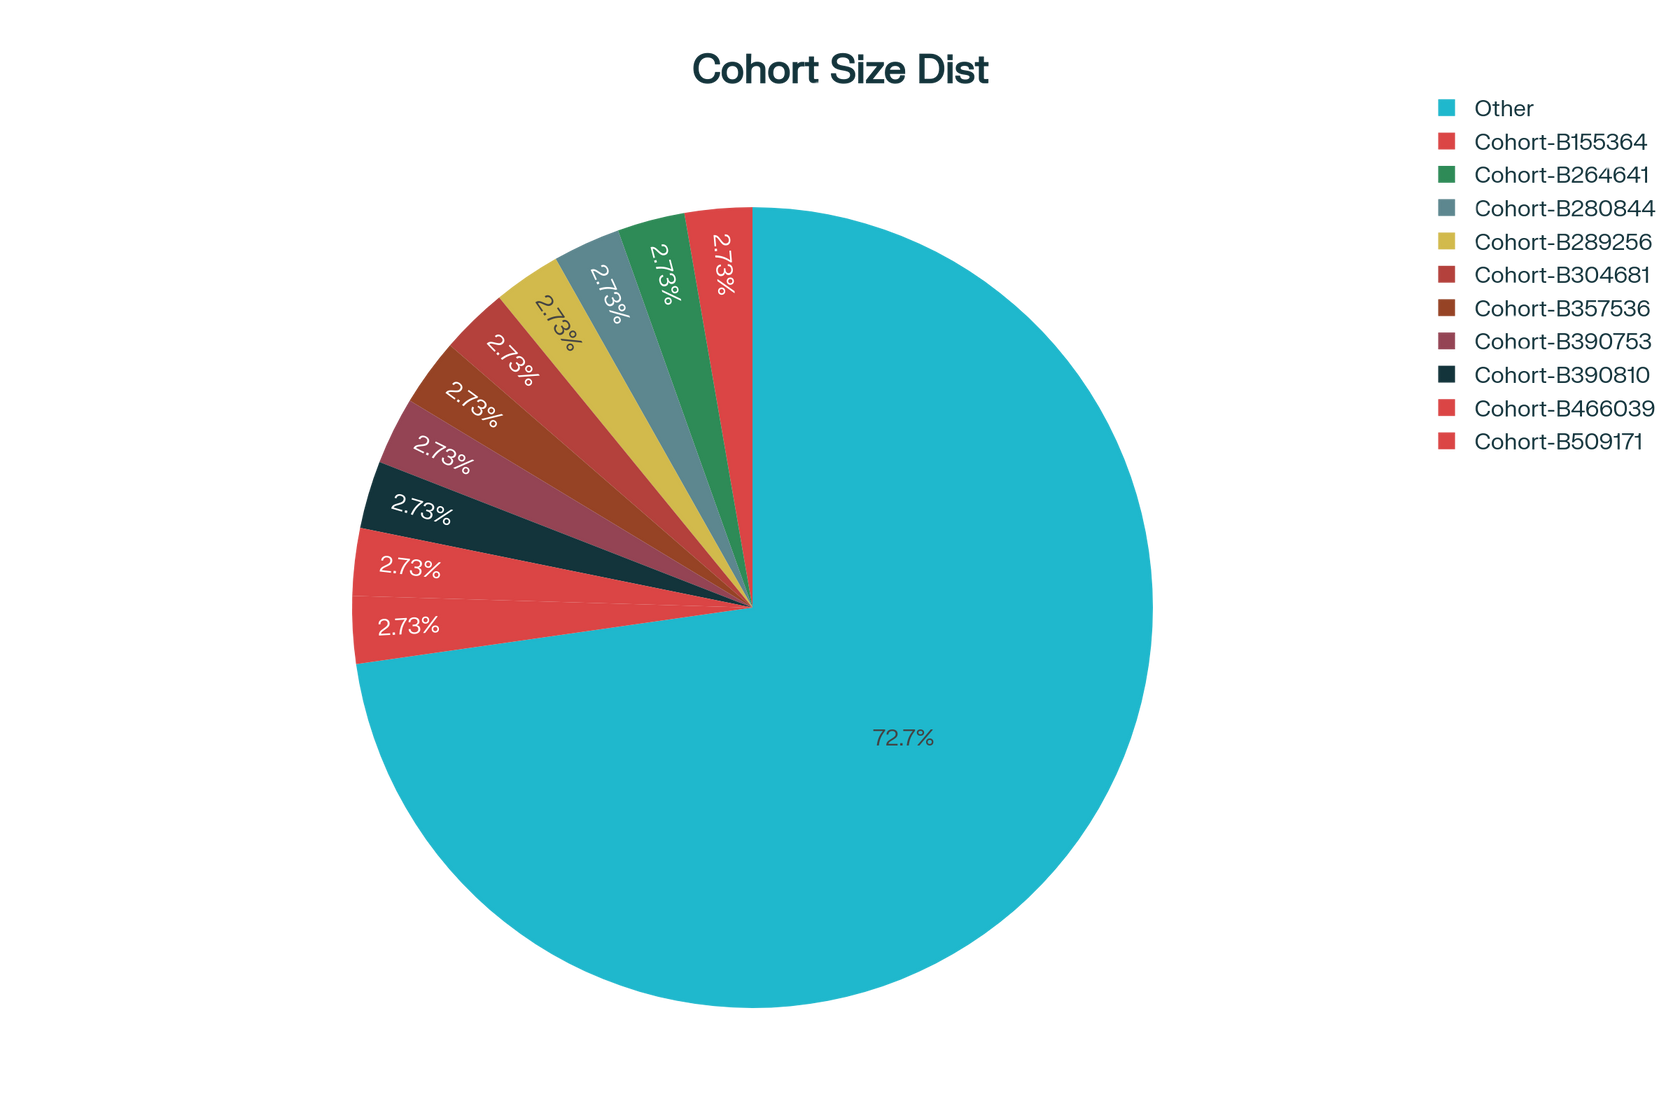 Cohort Size Dist
Other
Cohort-B155364
Cohort-B264641
Cohort-B280844
Cohort-B289256
Cohort-B304681
Cohort-B357536
Cohort-B390753
Cohort-B390810
Cohort-B466039
Cohort-B509171
2.73%
2.73%
2.73%
2.73%
2.73%
2.73%
2.73%
2.73%
2.73%
2.73%
72.7%